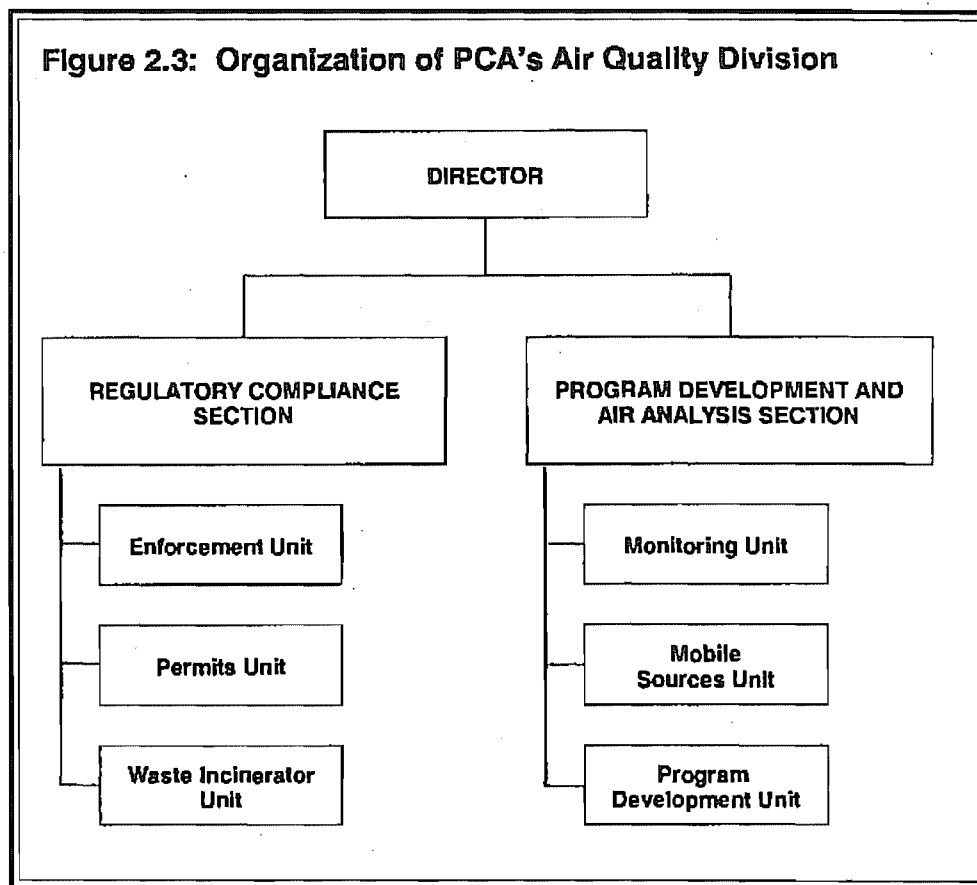 Figure 2.3: Organization of PCA's Air Quality Division
DIRECTOR
REGULATORY COMPLIANCE
SECTION
Enforcement Unit
Permits Unit
Waste Incinerator
Unit
PROGRAM DEVELOPMENT AND
AIR ANALYSIS SECTION
Monitoring Unit
Mobile
Sources Unit
Program
Development Unit